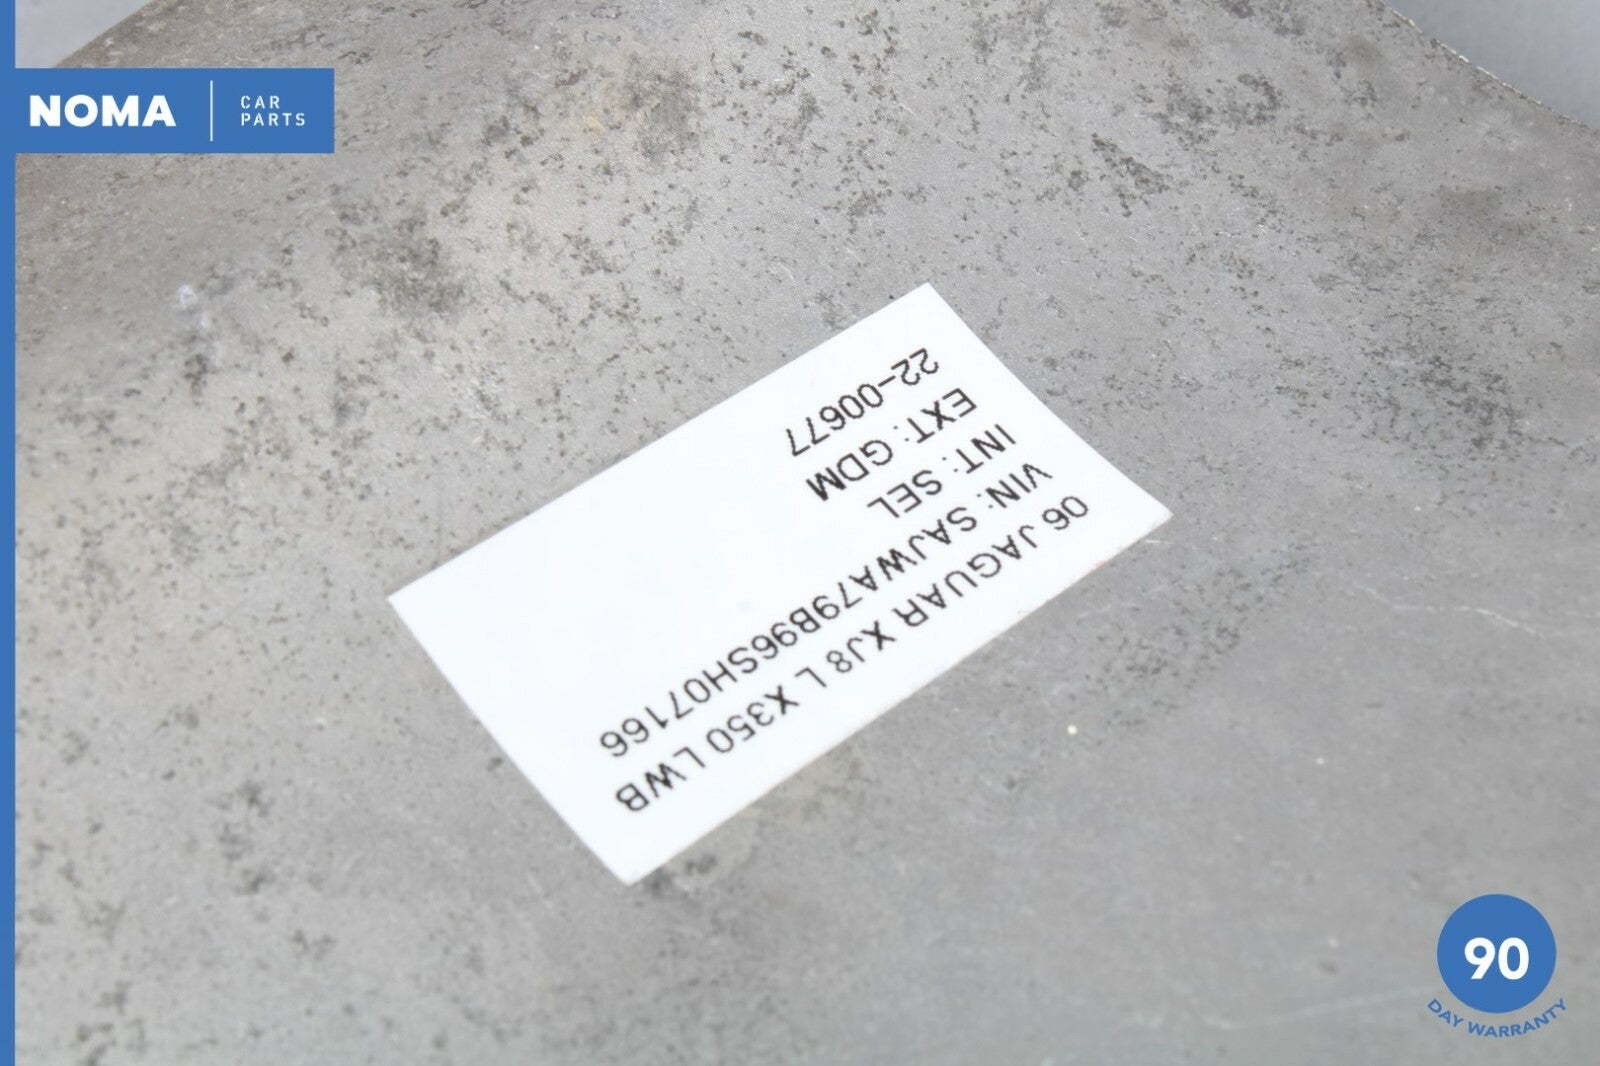 NOMA
CAR
PARTS
06 JAGUAR XJ8 L X350 LWB
VIN: SAJWA79B96SH07166
INT: SEL
EXT: GDM
22-00677
90
DAY WARRANTY